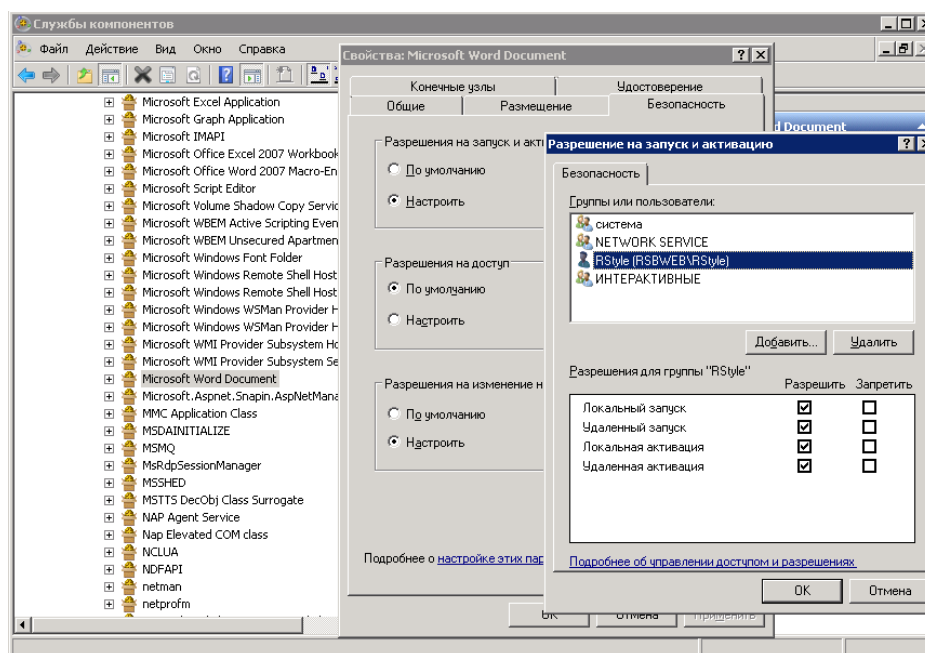 Службы компонентов
Файл Действие Вид Окно Справка
Microsoft Excel Application
Microsoft Graph Application
Microsoft IMAPI
Microsoft Office Excel 2007 Workbook
Microsoft Office Word 2007 Macro-En
Microsoft Script Editor
Microsoft Volume Shadow Copy Servic
Microsoft WBEM Active Scripting Even
Microsoft WBEM Unsecured Apartmen
Microsoft Windows Font Folder
Microsoft Windows Remote Shell Host
Microsoft Windows Remote Shell Host
Microsoft Windows WSMan Provider H
Microsoft Windows WSMan Provider H
Microsoft WMI Provider Subsystem Ho
Microsoft WMI Provider Subsystem Se
Microsoft Word Document
Microsoft.Aspnet.Snapin.AspNetMana
MMC Application Class
MSDAINITIALIZE
MSMQ
MsRdpSessionManager
MSSHED
MSTTS DecObj Class Surrogate
NAP Agent Service
Nap Elevated COM class
NCLUA
NDFAPI
netman
netprofm
Свойства: Microsoft Word Document
Конечные узлы Удостоверение
Общие Размещение Безопасность
Разрешения на запуск и акти
По умолчанию
Настроить
Разрешения на доступ
По умолчанию
Настроить
Разрешения на изменение н
По умолчанию
Настроить
Подробнее о настройке этих пар
ОК Отмена Применить
d Document
Разрешение на запуск и активацию
Безопасность
Группы или пользователи:
система
NETWORK SERVICE
RStyle (RSBWEB\RStyle)
ИНТЕРАКТИВНЫЕ
Добавить... Удалить
Разрешения для группы "RStyle"
Разрешить Запретить
Локальный запуск
Удаленный запуск
Локальная активация
Удаленная активация
Подробнее об управлении доступом и разрешениях
ОК Отмена